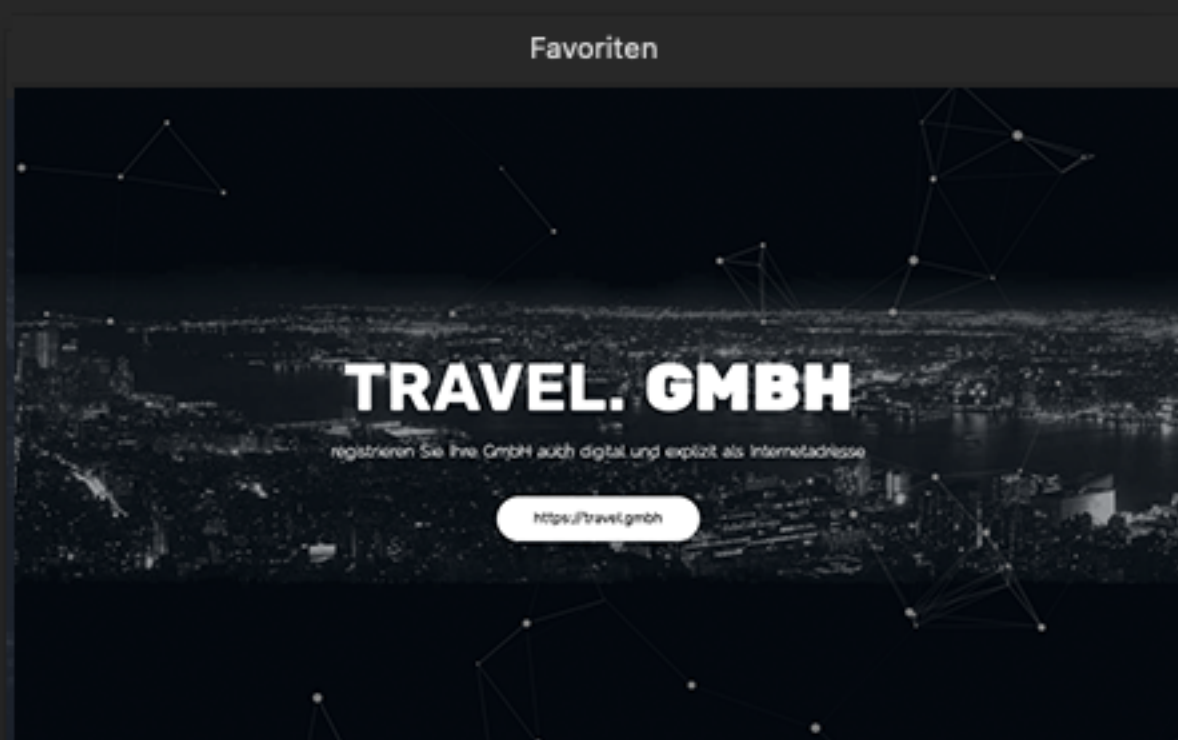 Favoriten
TRAVEL. GMBH
registrieren Sie Ihre GmbH auch digital und explizit als Internetadresse
https://travel.gmbh